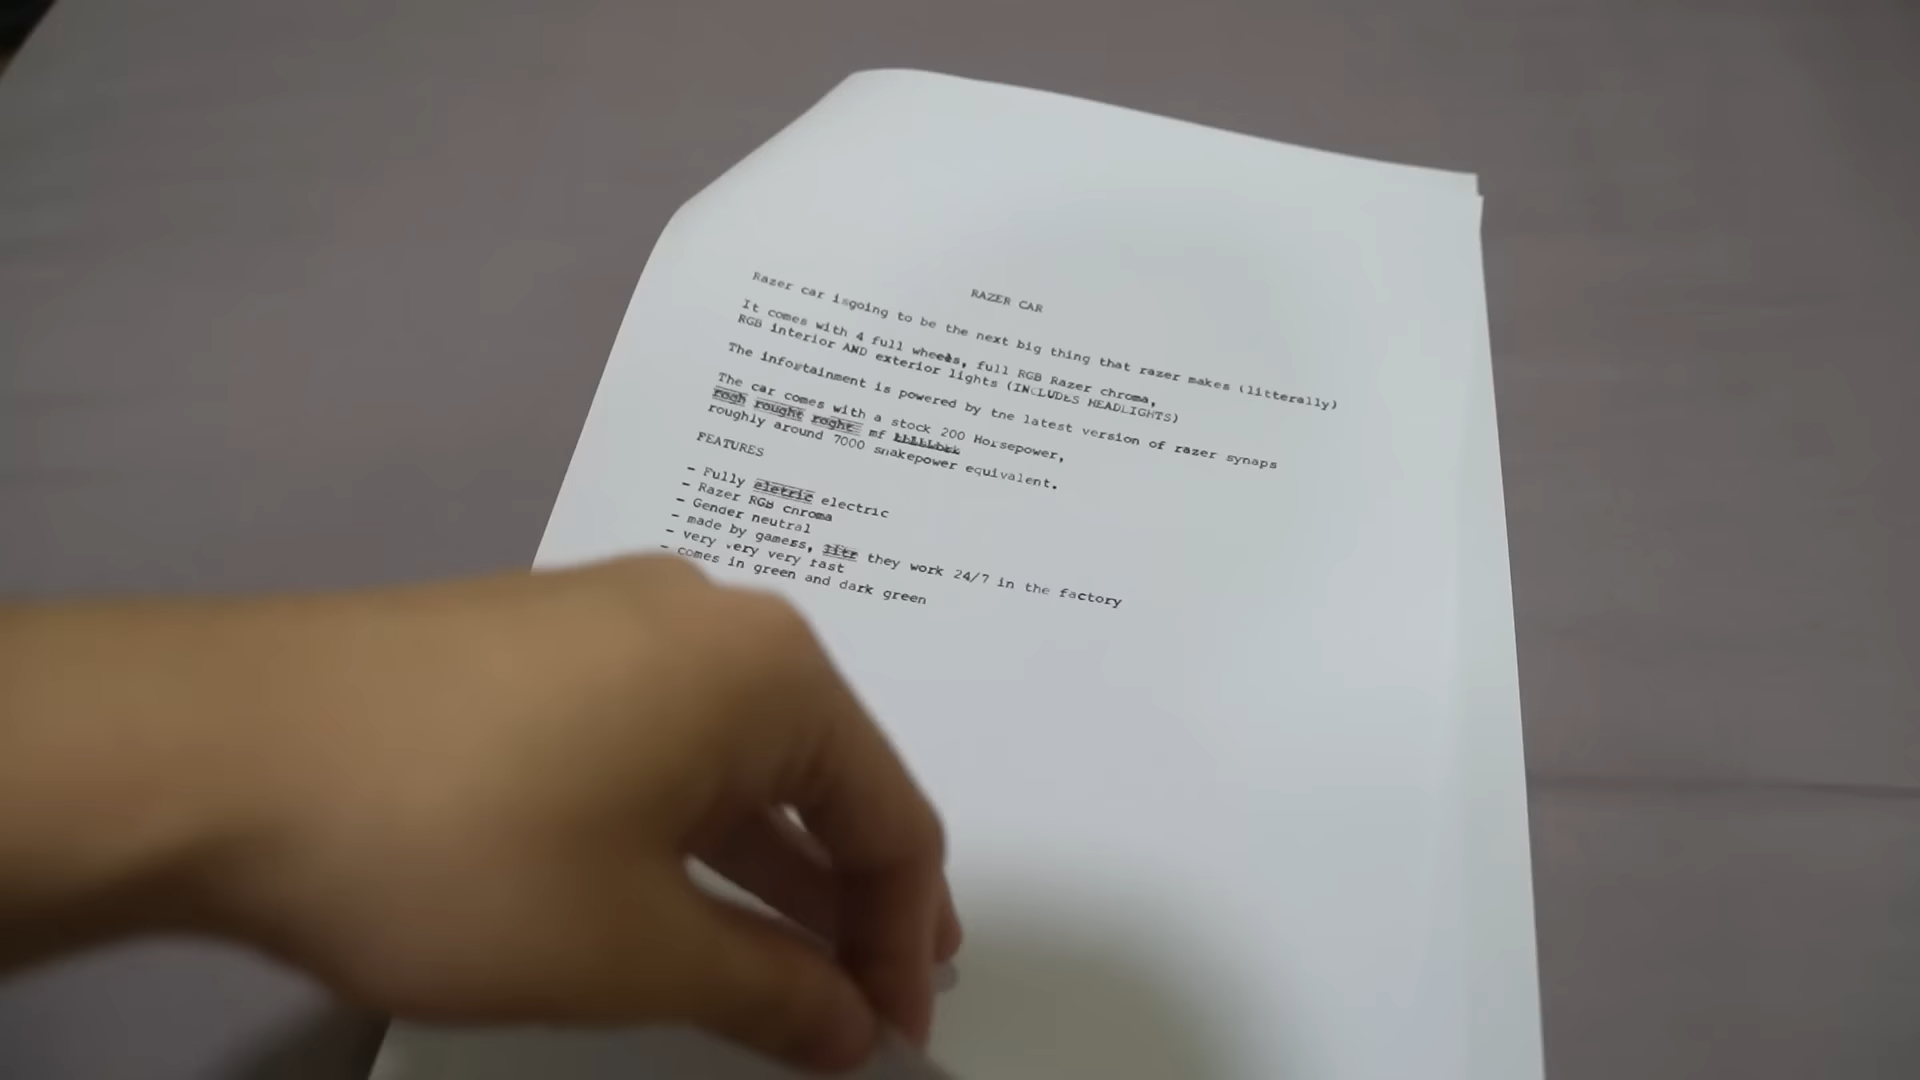 RAZER CAR
Razer car isgoing to be the next big thing that razer makes (litterally)
It comes with 4 full wheels, full RGB Razer chroma,
RGB interior AND exterior lights (INCLUDES HEADLIGHTS)
The infortainment is powered by the latest version of razer synaps
The car comes with a stock 200 Horsepower,
rogh rought roght mf
roughly around 7000 snakepower equivalent.
FEATURES
- Fully eletric electric
- Razer RGB chroma
- Gender neutral
- made by gamers, they work 24/7 in the factory
- very very very fast
- comes in green and dark green